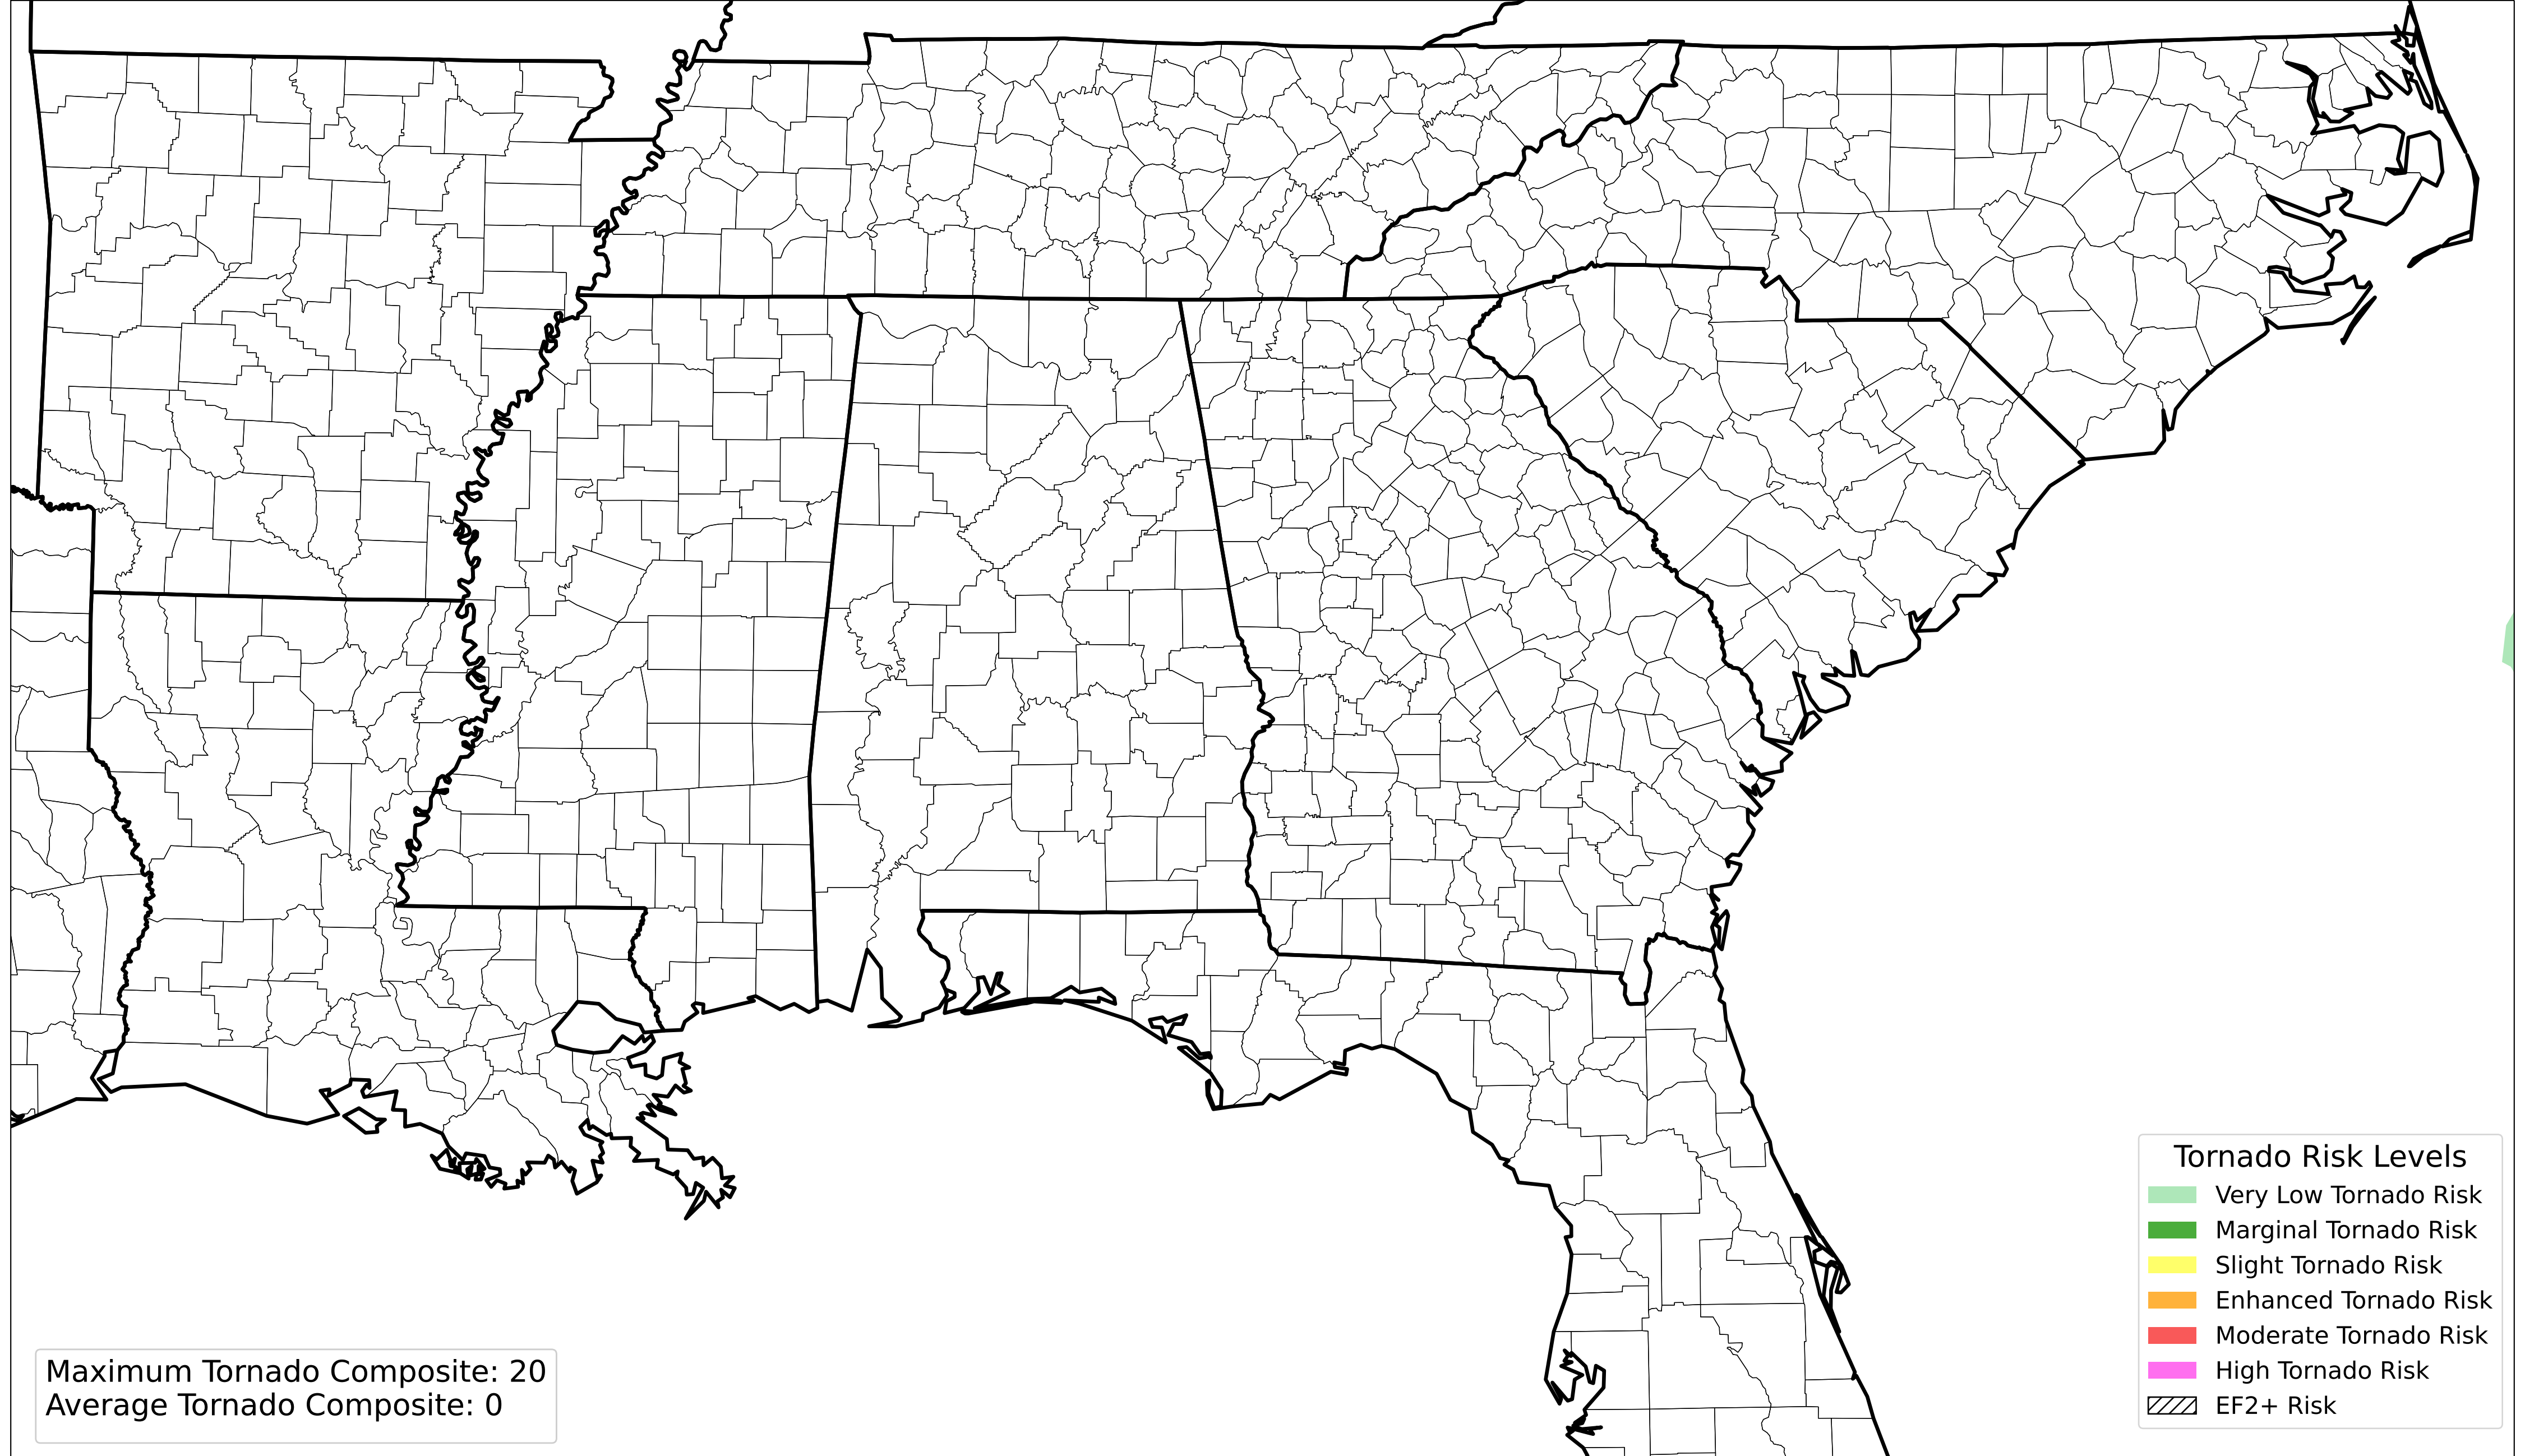 Maximum Tornado Composite: 20
Average Tornado Composite: 0
Tornado Risk Levels
Very Low Tornado Risk
Marginal Tornado Risk
Slight Tornado Risk
Enhanced Tornado Risk
Moderate Tornado Risk
High Tornado Risk
EF2+ Risk